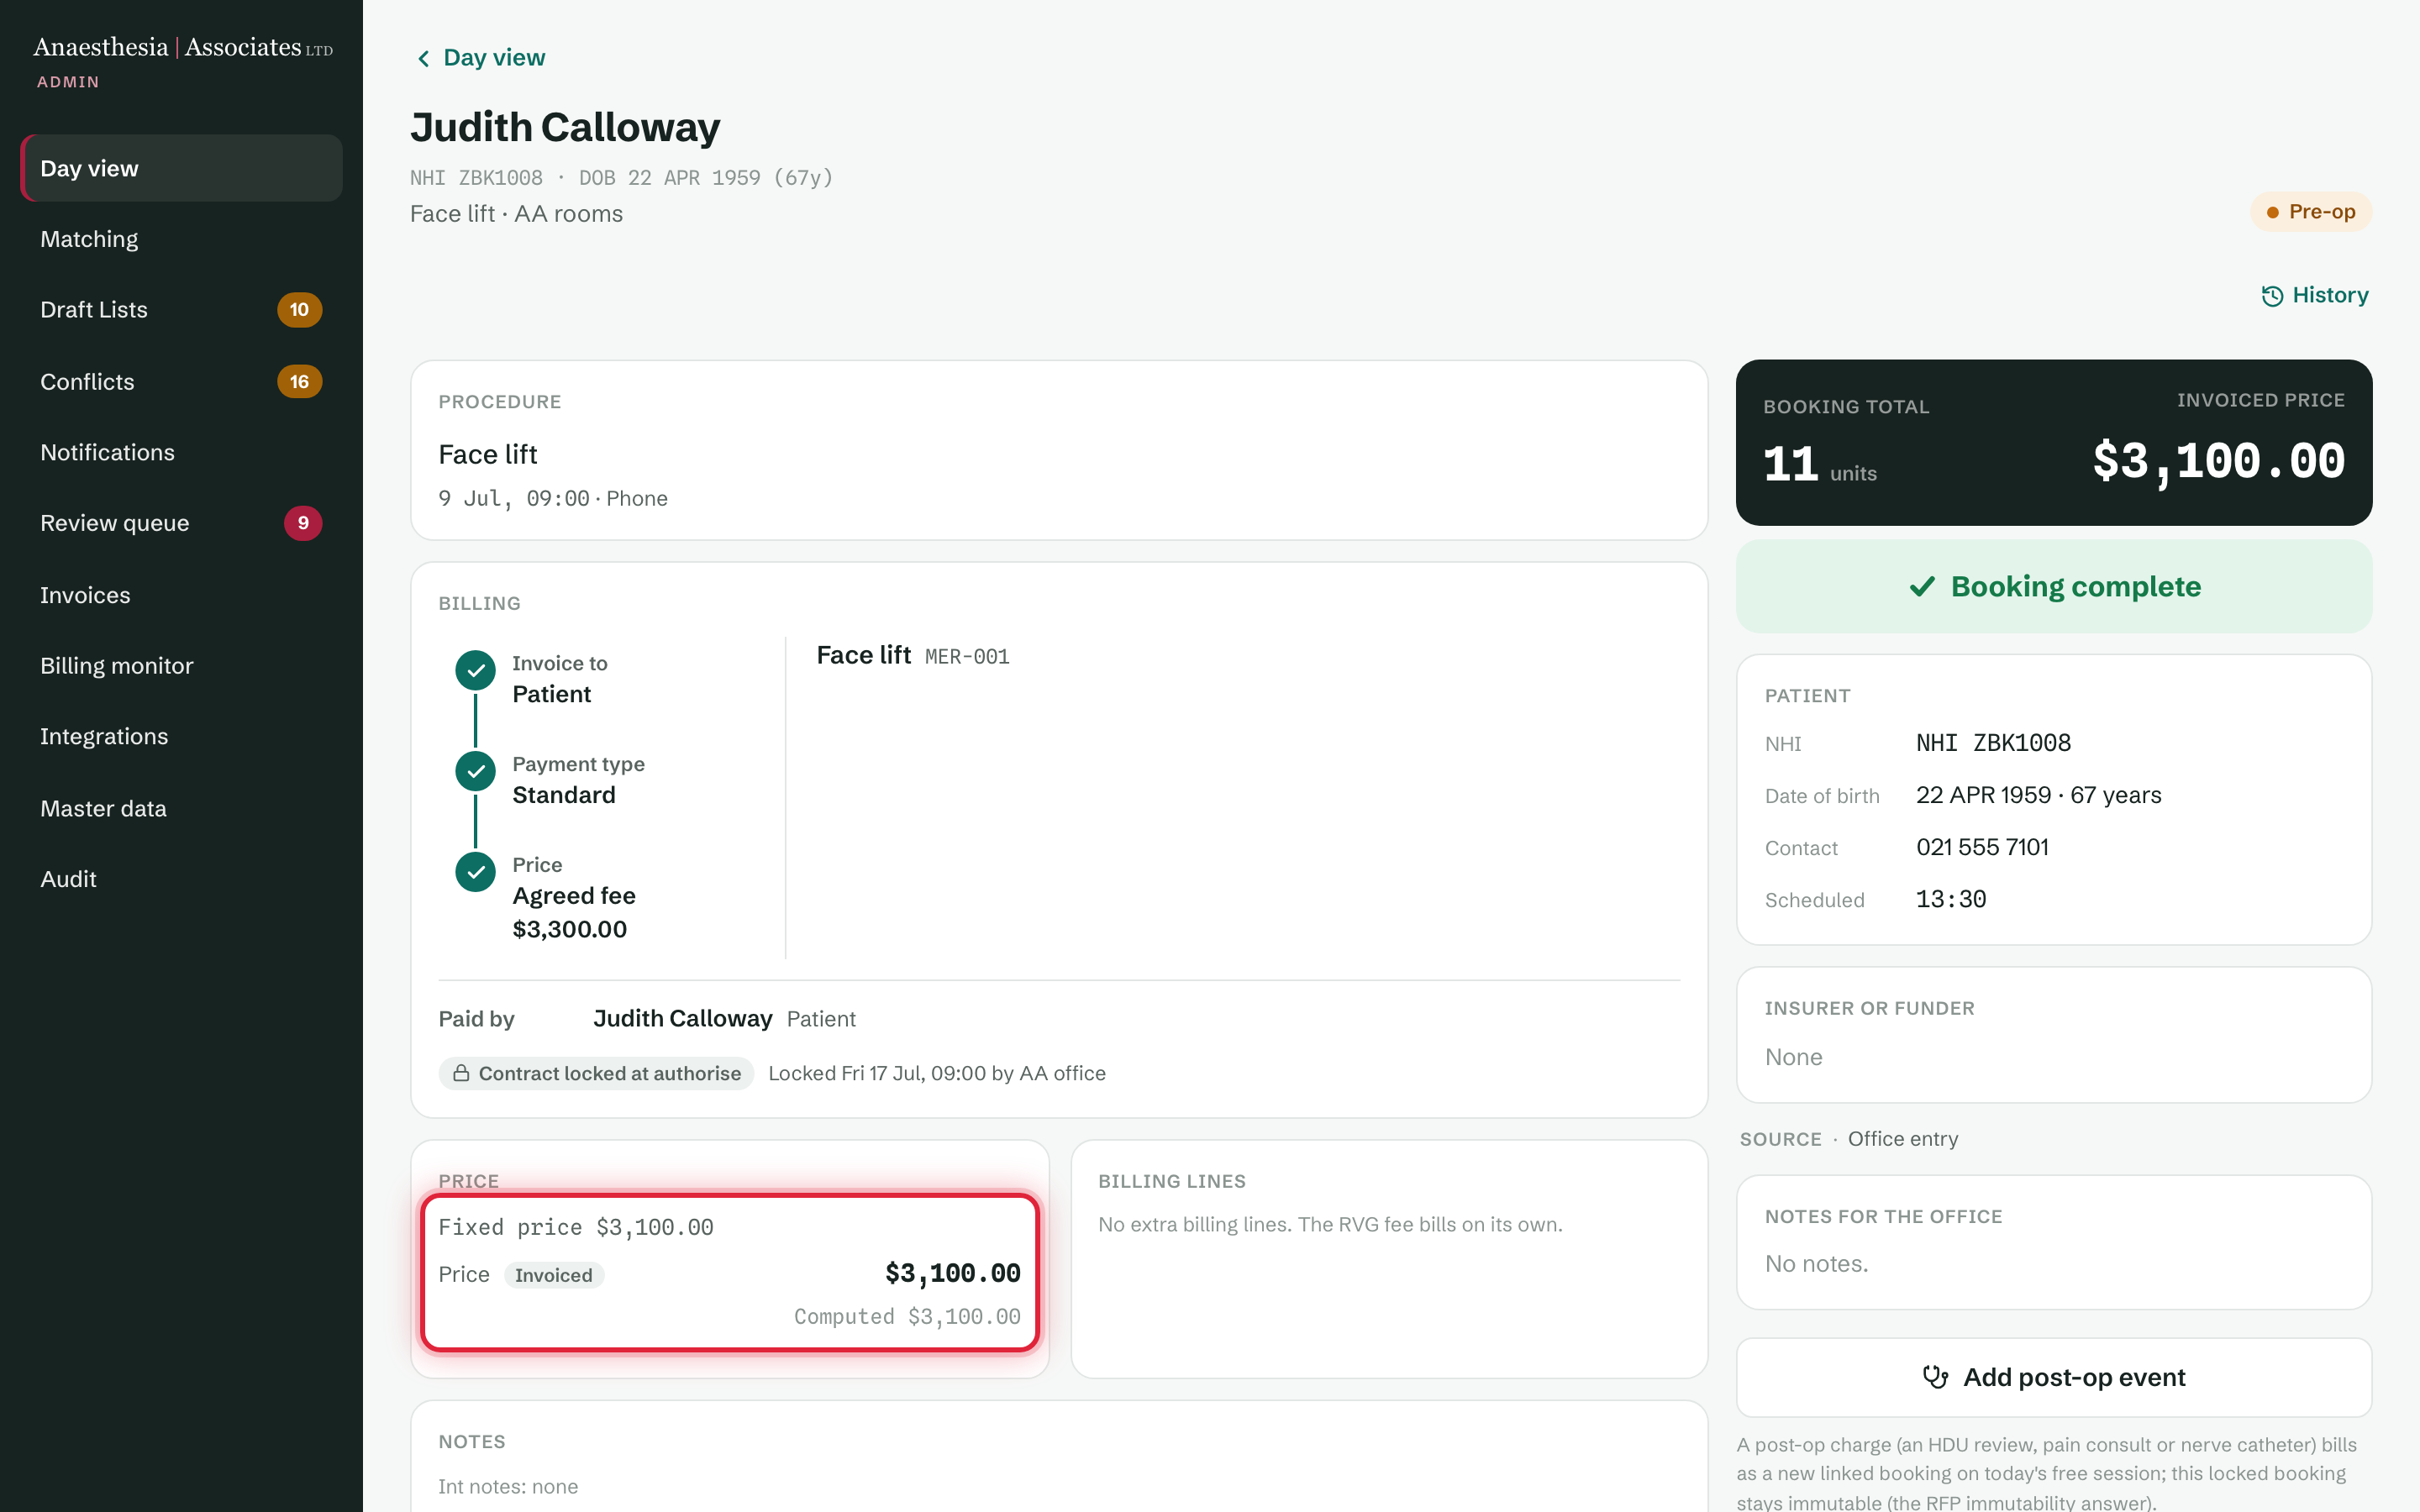 Anaesthesia | Associates LTD
ADMIN
Day view
Matching
Draft Lists 10
Conflicts 16
Notifications
Review queue 9
Invoices
Billing monitor
Integrations
Master data
Audit
Day view
Judith Calloway
NHI ZBK1008 · DOB 22 APR 1959 (67y)
Face lift · AA rooms
Pre-op
History
PROCEDURE
Face lift
9 Jul, 09:00 · Phone
BILLING
Invoice to
Patient
Payment type
Standard
Price
Agreed fee
$3,300.00
Face lift MER-001
Paid by Judith Calloway Patient
Contract locked at authorise Locked Fri 17 Jul, 09:00 by AA office
PRICE
Fixed price $3,100.00
Price Invoiced $3,100.00
Computed $3,100.00
BILLING LINES
No extra billing lines. The RVG fee bills on its own.
NOTES
Int notes: none
BOOKING TOTAL
11 units
INVOICED PRICE
$3,100.00
Booking complete
PATIENT
NHI NHI ZBK1008
Date of birth 22 APR 1959 · 67 years
Contact 021 555 7101
Scheduled 13:30
INSURER OR FUNDER
None
SOURCE · Office entry
NOTES FOR THE OFFICE
No notes.
Add post-op event
A post-op charge (an HDU review, pain consult or nerve catheter) bills
as a new linked booking on today's free session; this locked booking
stays immutable (the RFP immutability answer).